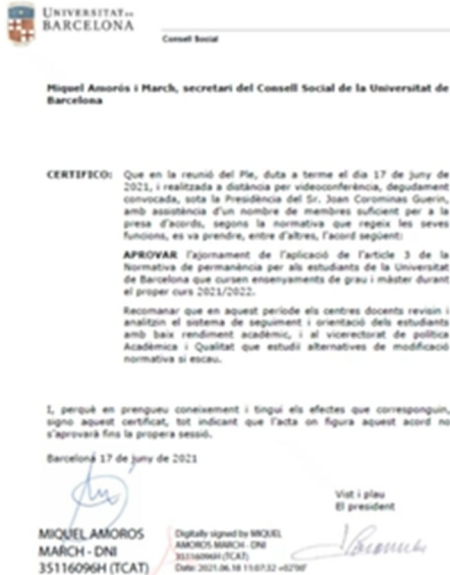 UNIVERSITAT DE
BARCELONA
Consell Social
Miquel Amorós i March, secretari del Consell Social de la Universitat de
Barcelona
CERTIFICO: Que en la reunió del Ple, duta a terme el dia 17 de juny de
2021, i realitzada a distància per videoconferència, degudament
convocada, sota la Presidència del Sr. Joan Corominas Guerin,
amb assistència d'un nombre de membres suficient per a la
presa d'acords, segons la normativa que regeix les seves
funcions, es va prendre, entre d'altres, l'acord següent:
APROVAR l'ajornament de l'aplicació de l'article 3 de la
Normativa de permanència per als estudiants de la Universitat
de Barcelona que cursen ensenyaments de grau i màster durant
el proper curs 2021/2022.
Recomanar que en aquest període els centres docents revisin i
analitzin el sistema de seguiment i orientació dels estudiants
amb baix rendiment acadèmic, i al vicerectorat de política
Acadèmica i Qualitat que estudiï alternatives de modificació
normativa si escau.
I, perquè en prengueu coneixement i tingui els efectes que corresponguin,
signo aquest certificat, tot indicant que l'acta on figura aquest acord no
s'aprovarà fins la propera sessió.
Barcelona 17 de juny de 2021
Vist i plau
El president
MIQUEL AMOROS
MARCH - DNI
35116096H (TCAT)
Digitally signed by MIQUEL
AMOROS MARCH - DNI
35116096H (TCAT)
Date: 2021.06.18 11:07:32 +02'00'